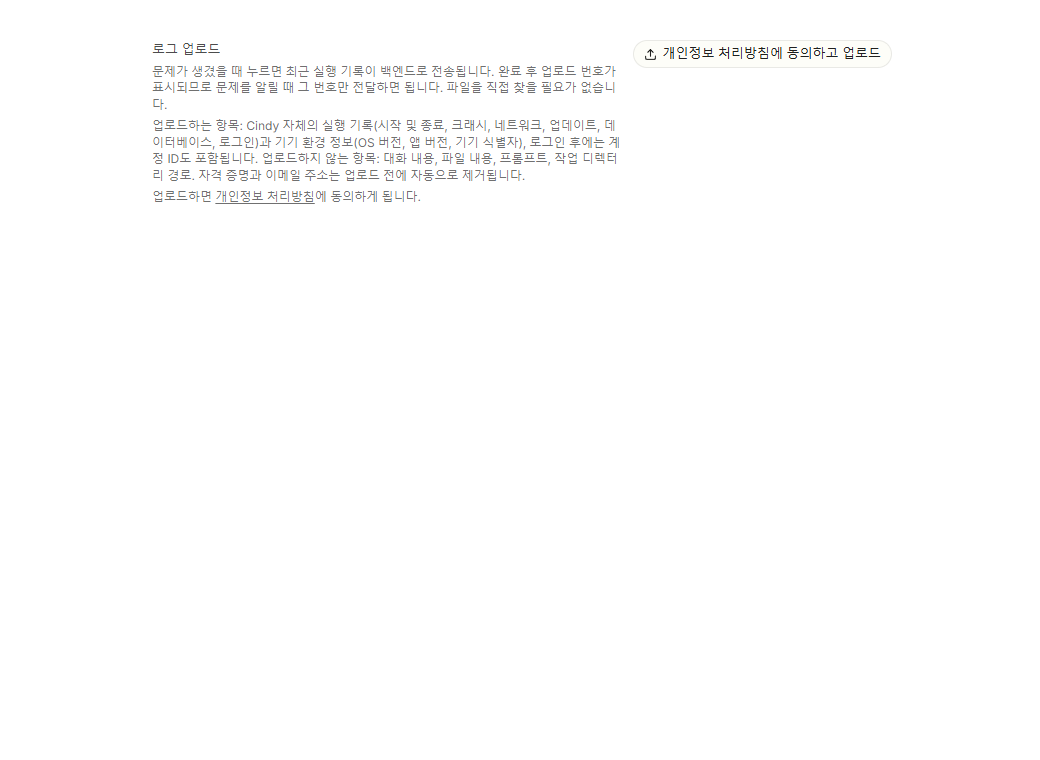 로그 업로드
개인정보 처리방침에 동의하고 업로드
문제가 생겼을 때 누르면 최근 실행 기록이 백엔드로 전송됩니다. 완료 후 업로드 번호가
표시되므로 문제를 알릴 때 그 번호만 전달하면 됩니다. 파일을 직접 찾을 필요가 없습니
다.
업로드하는 항목: Cindy 자체의 실행 기록(시작 및 종료, 크래시, 네트워크, 업데이트, 데
이터베이스, 로그인)과 기기 환경 정보(OS 버전, 앱 버전, 기기 식별자), 로그인 후에는 계
정 ID도 포함됩니다. 업로드하지 않는 항목: 대화 내용, 파일 내용, 프롬프트, 작업 디렉터
리 경로. 자격 증명과 이메일 주소는 업로드 전에 자동으로 제거됩니다.
업로드하면 개인정보 처리방침에 동의하게 됩니다.